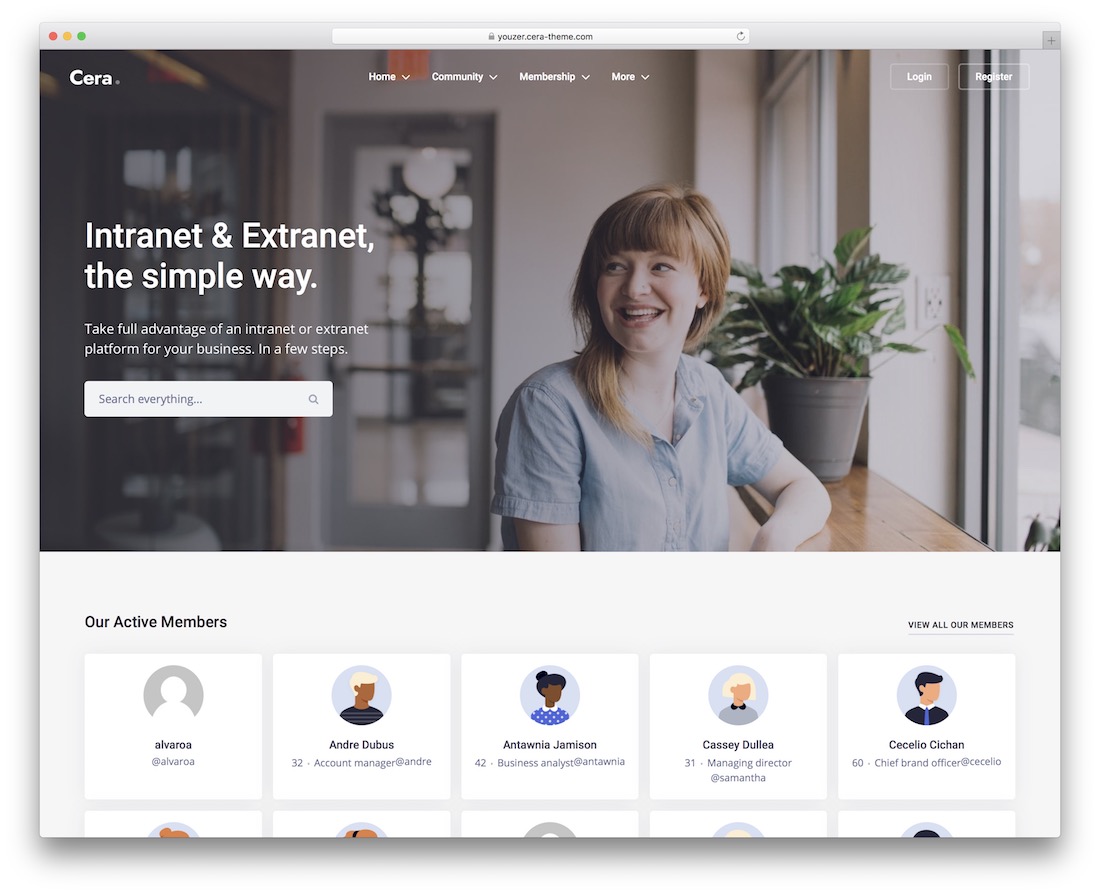 youzer.cera-theme.com
Cera
Home Community Membership More Login Register
Intranet & Extranet,
the simple way.
Take full advantage of an intranet or extranet
platform for your business. In a few steps.
Search everything...
Our Active Members
VIEW ALL OUR MEMBERS
alvaroa
@alvaroa
Andre Dubus
32 · Account manager@andre
Antawnia Jamison
42 · Business analyst@antawnia
Cassey Dullea
31 · Managing director
@samantha
Cecelio Cichan
60 · Chief brand officer@cecelio